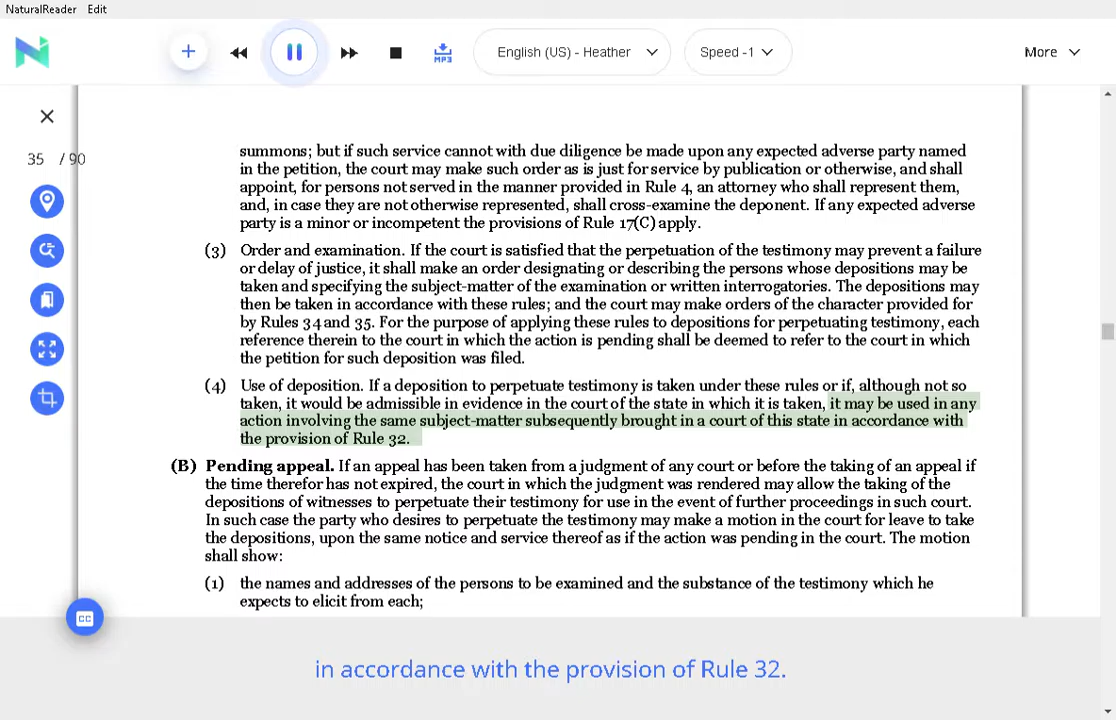 NaturalReader Edit
+ MP3 English (US) - Heather Speed -1 More
35 / 90
summons; but if such service cannot with due diligence be made upon any expected adverse party named
in the petition, the court may make such order as is just for service by publication or otherwise, and shall
appoint, for persons not served in the manner provided in Rule 4, an attorney who shall represent them,
and, in case they are not otherwise represented, shall cross-examine the deponent. If any expected adverse
party is a minor or incompetent the provisions of Rule 17(C) apply.
(3) Order and examination. If the court is satisfied that the perpetuation of the testimony may prevent a failure
or delay of justice, it shall make an order designating or describing the persons whose depositions may be
taken and specifying the subject-matter of the examination or written interrogatories. The depositions may
then be taken in accordance with these rules; and the court may make orders of the character provided for
by Rules 34 and 35. For the purpose of applying these rules to depositions for perpetuating testimony, each
reference therein to the court in which the action is pending shall be deemed to refer to the court in which
the petition for such deposition was filed.
(4) Use of deposition. If a deposition to perpetuate testimony is taken under these rules or if, although not so
taken, it would be admissible in evidence in the court of the state in which it is taken, it may be used in any
action involving the same subject-matter subsequently brought in a court of this state in accordance with
the provision of Rule 32.
(B) Pending appeal. If an appeal has been taken from a judgment of any court or before the taking of an appeal if
the time therefor has not expired, the court in which the judgment was rendered may allow the taking of the
depositions of witnesses to perpetuate their testimony for use in the event of further proceedings in such court.
In such case the party who desires to perpetuate the testimony may make a motion in the court for leave to take
the depositions, upon the same notice and service thereof as if the action was pending in the court. The motion
shall show:
(1) the names and addresses of the persons to be examined and the substance of the testimony which he
expects to elicit from each;
CC
in accordance with the provision of Rule 32.